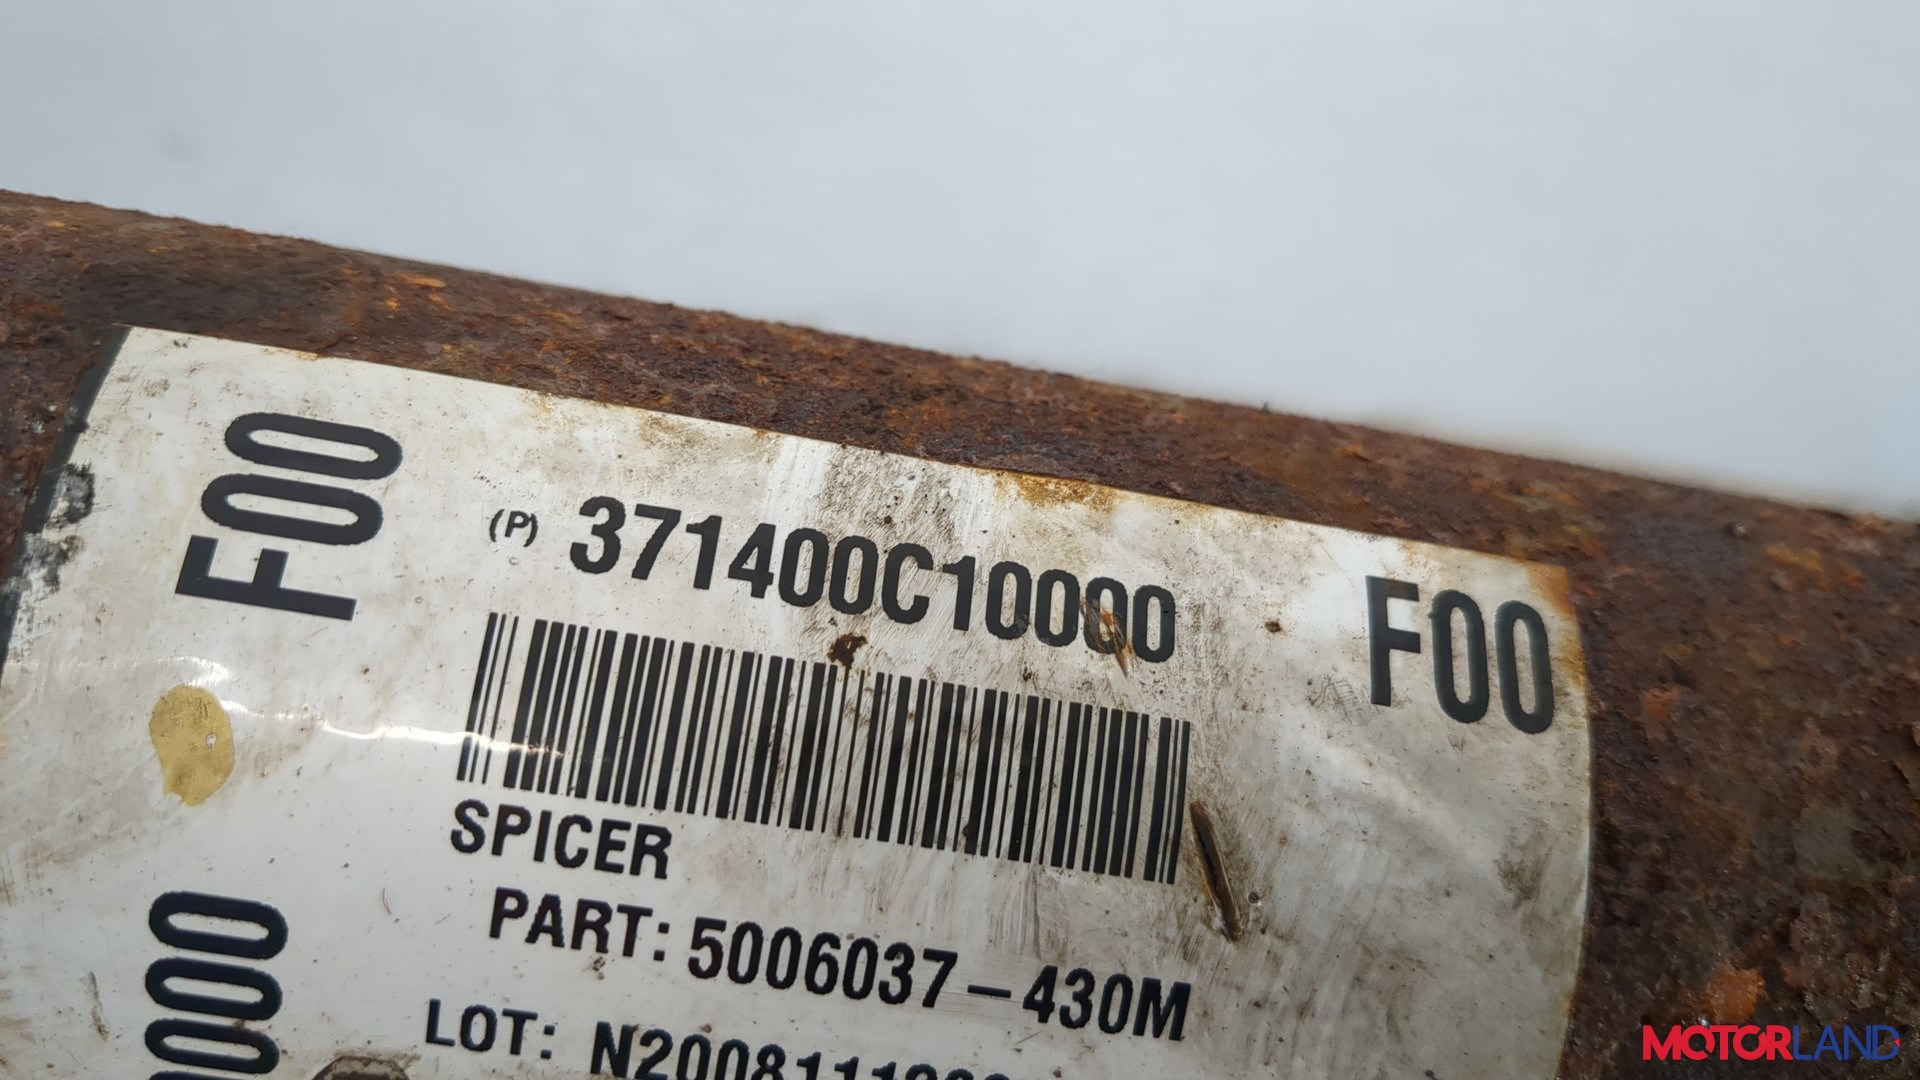 F00
(P) 371400C10000
F00
SPICER
PART: 5006037-430M
LOT:
MOTORLAND